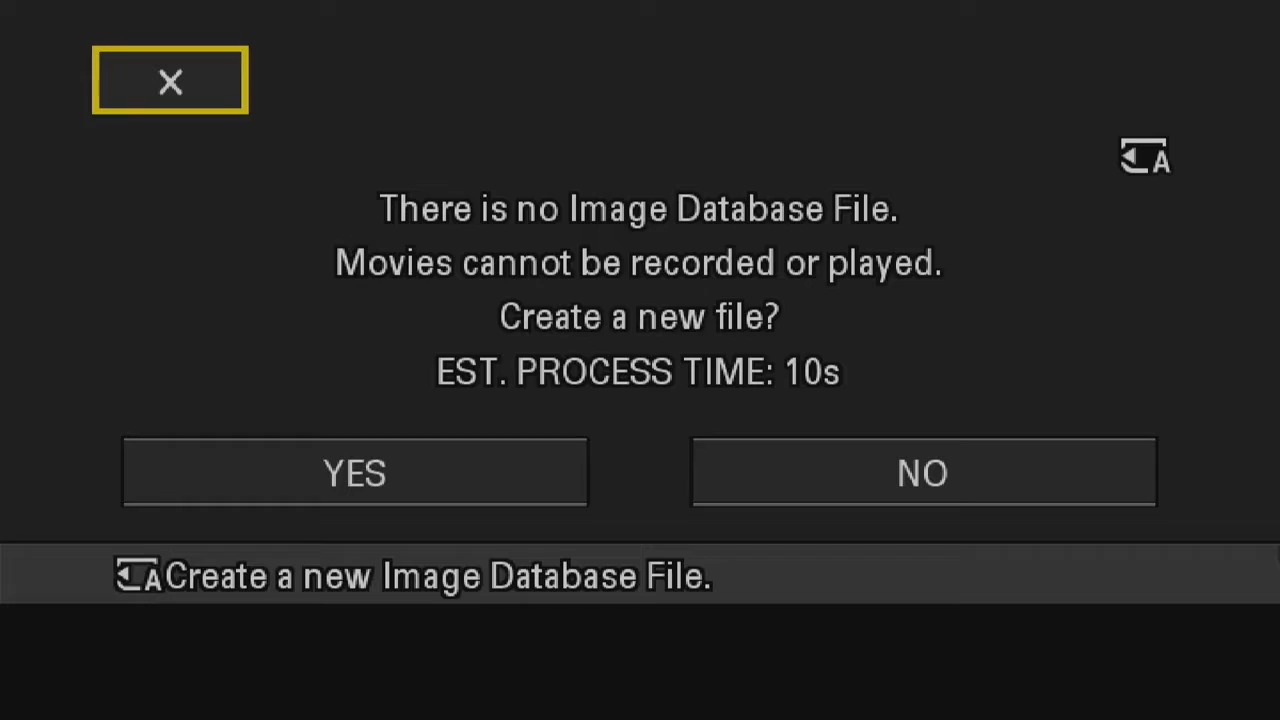 X
A
There is no Image Database File.
Movies cannot be recorded or played.
Create a new file?
EST. PROCESS TIME: 10s
YES NO
A Create a new Image Database File.